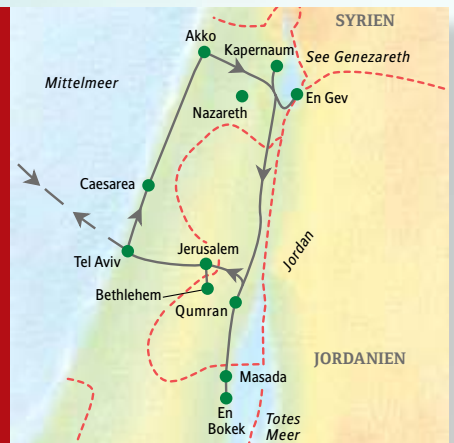 SYRIEN
Akko
Kapernaum
See Genezareth
Mittelmeer
En Gev
Nazareth
Caesarea
Jerusalem
Jordan
Tel Aviv
Bethlehem
Qumran
JORDANIEN
Masada
En
Bokek
Totes
Meer